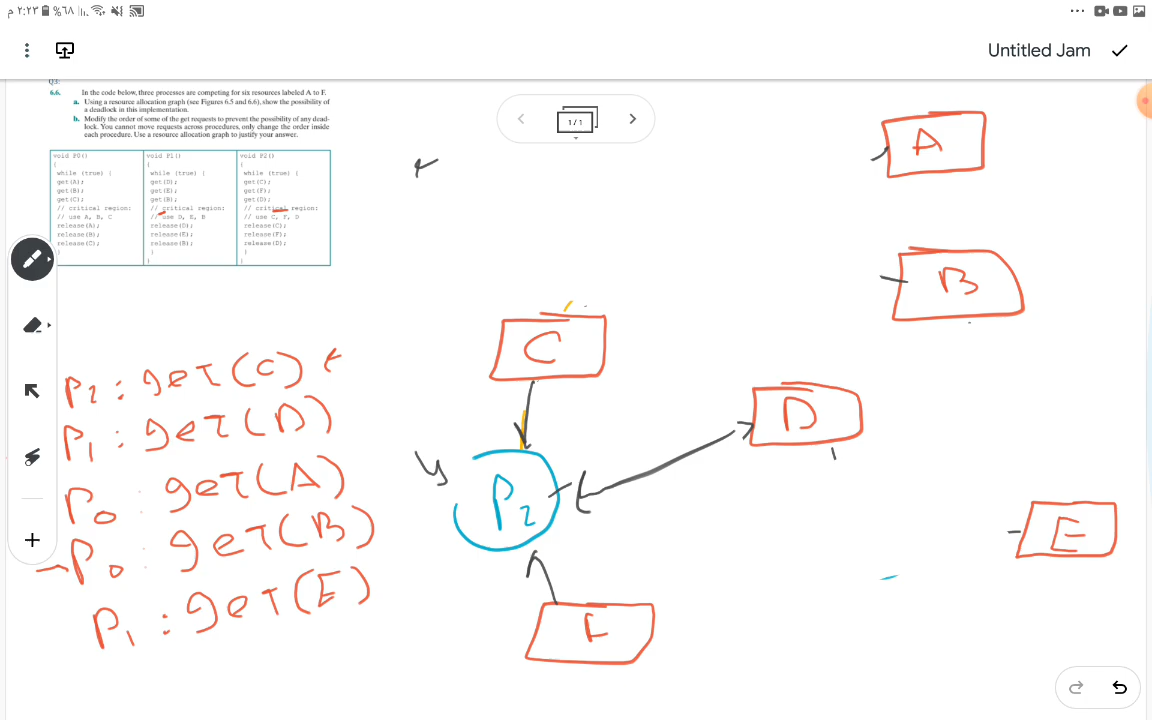 ٢:٢٣ م %٦٨
Untitled Jam
Q3:
1/1
6.6. In the code below, three processes are competing for six resources labeled A to F.
a. Using a resource allocation graph (see Figures 6.5 and 6.6), show the possibility of
a deadlock in this implementation.
b. Modify the order of some of the get requests to prevent the possibility of any dead-
lock. You cannot move requests across procedures, only change the order inside
each procedure. Use a resource allocation graph to justify your answer.
void P0() void P1() void P2()
{ { {
while (true) { while (true) { while (true) {
get(A); get(D); get(C);
get(B); get(E); get(F);
get(C); get(B); get(D);
// critical region: // critical region: // critical region:
// use A, B, C // use D, E, B // use C, F, D
release(A); release(D); release(C);
release(B); release(E); release(F);
release(C); release(B); release(D);
} } }
} }
A
B
C
D
P2
E
P2 : get(C)
P1 : get(D)
P0 : get(A)
P0 : get(B)
P1 : get(E)